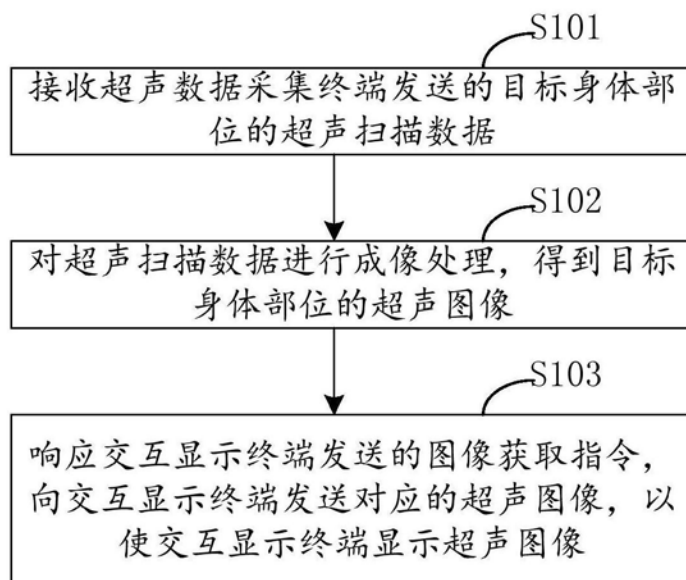 S101
接收超声数据采集终端发送的目标身体部
位的超声扫描数据
S102
对超声扫描数据进行成像处理，得到目标
身体部位的超声图像
S103
响应交互显示终端发送的图像获取指令，
向交互显示终端发送对应的超声图像，以
使交互显示终端显示超声图像